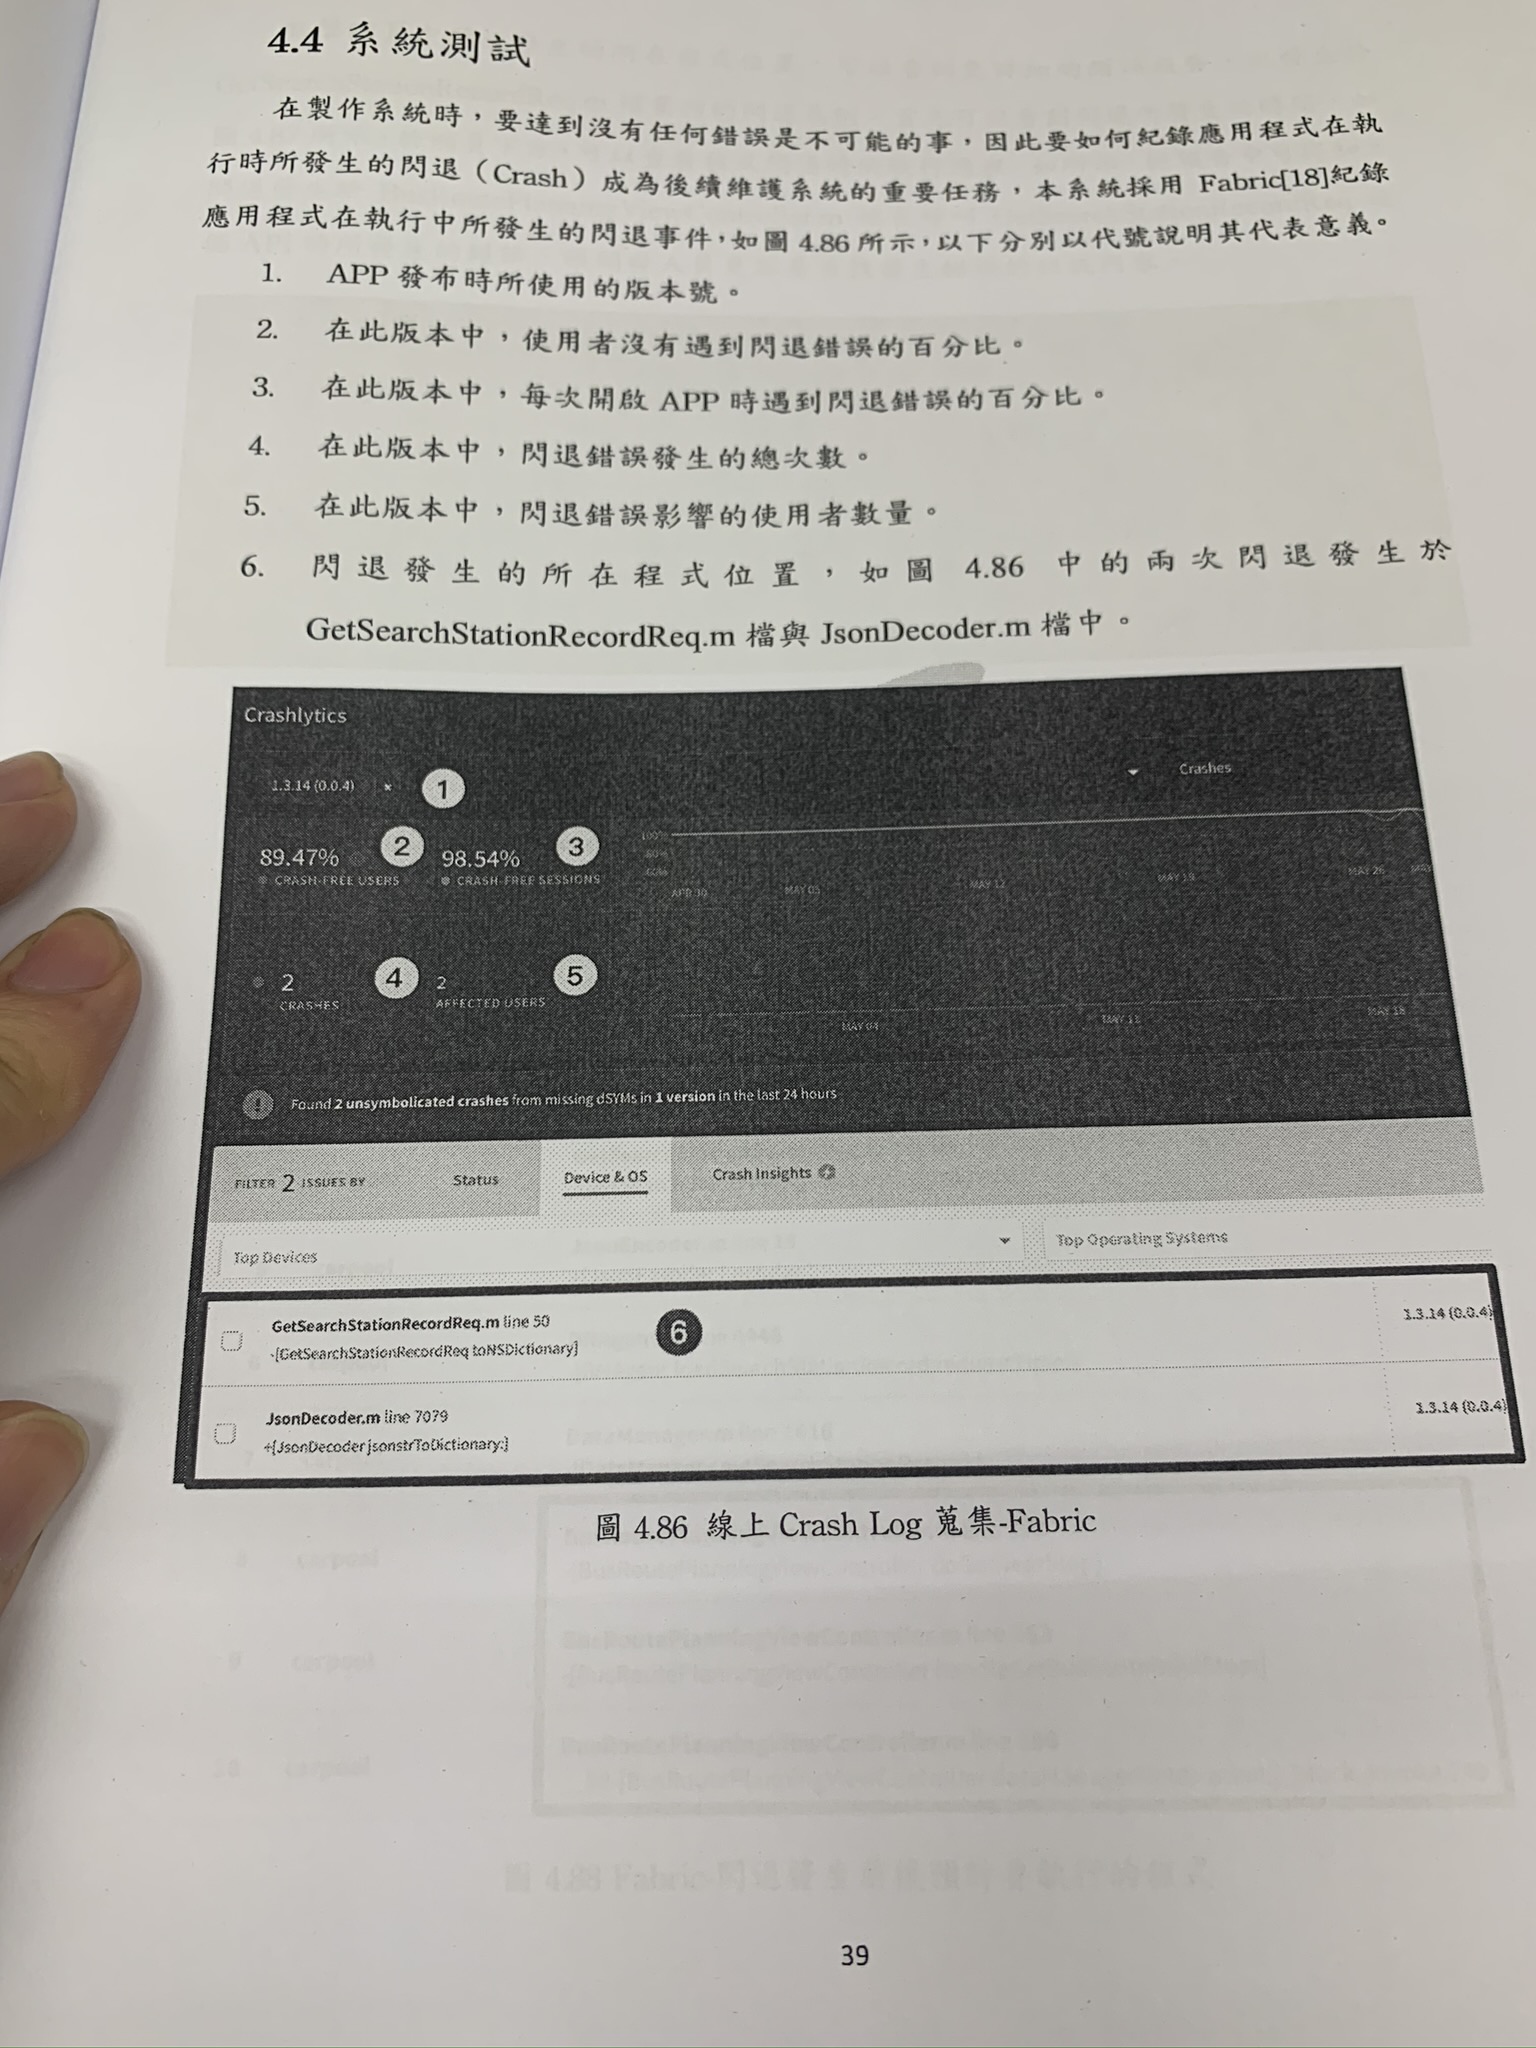 4.4 系統測試
在製作系統時，要達到沒有任何錯誤是不可能的事，因此要如何紀錄應用程式在執
行時所發生的閃退（Crash）成為後續維護系統的重要任務，本系統採用 Fabric[18]紀錄
應用程式在執行中所發生的閃退事件，如圖 4.86 所示，以下分別以代號說明其代表意義。
1. APP 發布時所使用的版本號。
2. 在此版本中，使用者沒有遇到閃退錯誤的百分比。
3. 在此版本中，每次開啟 APP 時遇到閃退錯誤的百分比。
4. 在此版本中，閃退錯誤發生的總次數。
5. 在此版本中，閃退錯誤影響的使用者數量。
6. 閃退發生的所在程式位置，如圖 4.86 中的兩次閃退發生於
GetSearchStationRecordReq.m 檔與 JsonDecoder.m 檔中。
Crashlytics
1.3.14 (0.0.4) × 1 Crashes
89.47% 2 98.54% 3
CRASH-FREE USERS CRASH-FREE SESSIONS
100%
APR 30 MAY 05 MAY 12 MAY 19 MAY 26
2 4 2 5
CRASHES AFFECTED USERS
MAY 04 MAY 11 MAY 18
Found 2 unsymbolicated crashes from missing dSYMs in 1 version in the last 24 hours
FILTER 2 ISSUES BY Status Device & OS Crash Insights
Top Devices Top Operating Systems
GetSearchStationRecordReq.m line 50 6 1.3.14 (0.0.4)
-[GetSearchStationRecordReq toNSDictionary]
JsonDecoder.m line 7079 1.3.14 (0.0.4)
+[JsonDecoder jsonstrToDictionary:]
圖 4.86 線上 Crash Log 蒐集-Fabric
39